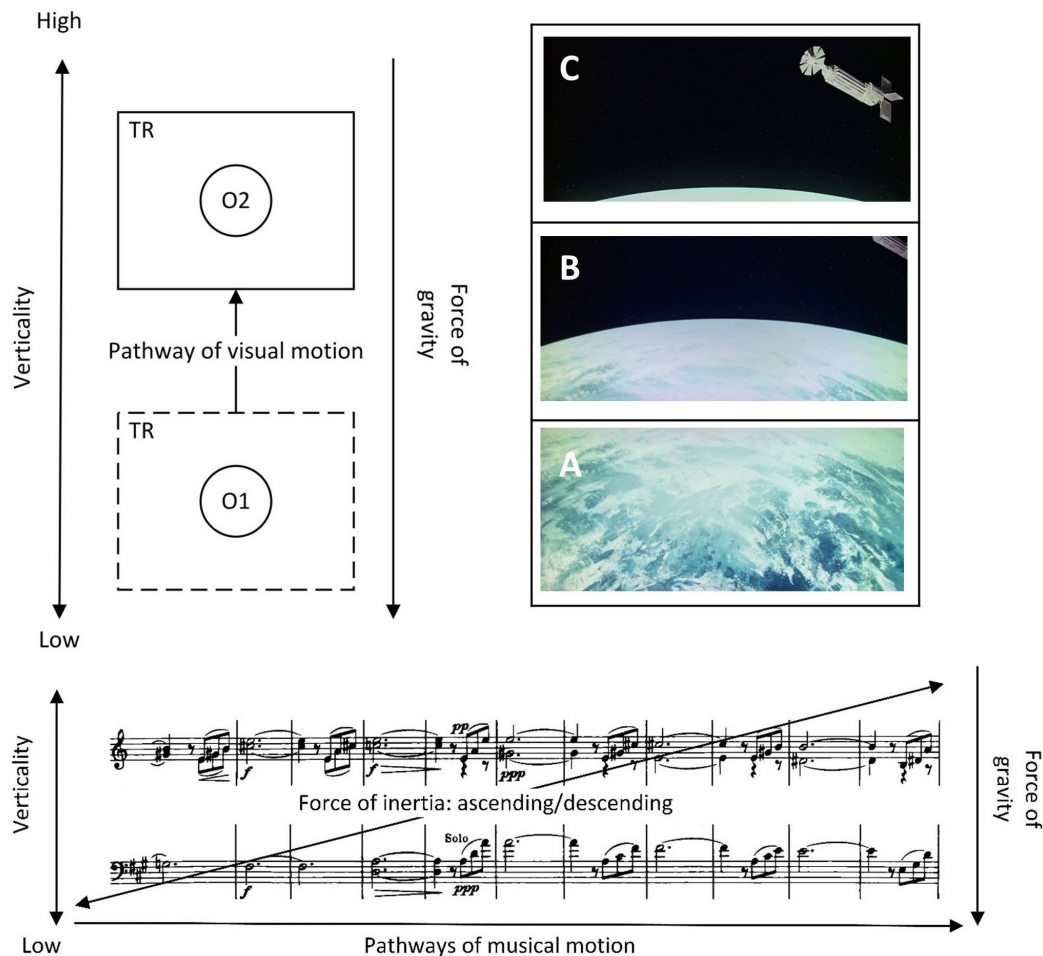 High
TR
O2
Verticality
Pathway of visual motion
Force of
gravity
TR
O1
Low
C
B
A
Verticality
pp
f
f
ppp
Force of inertia: ascending/descending
Solo
f
ppp
Force of
gravity
Low
Pathways of musical motion